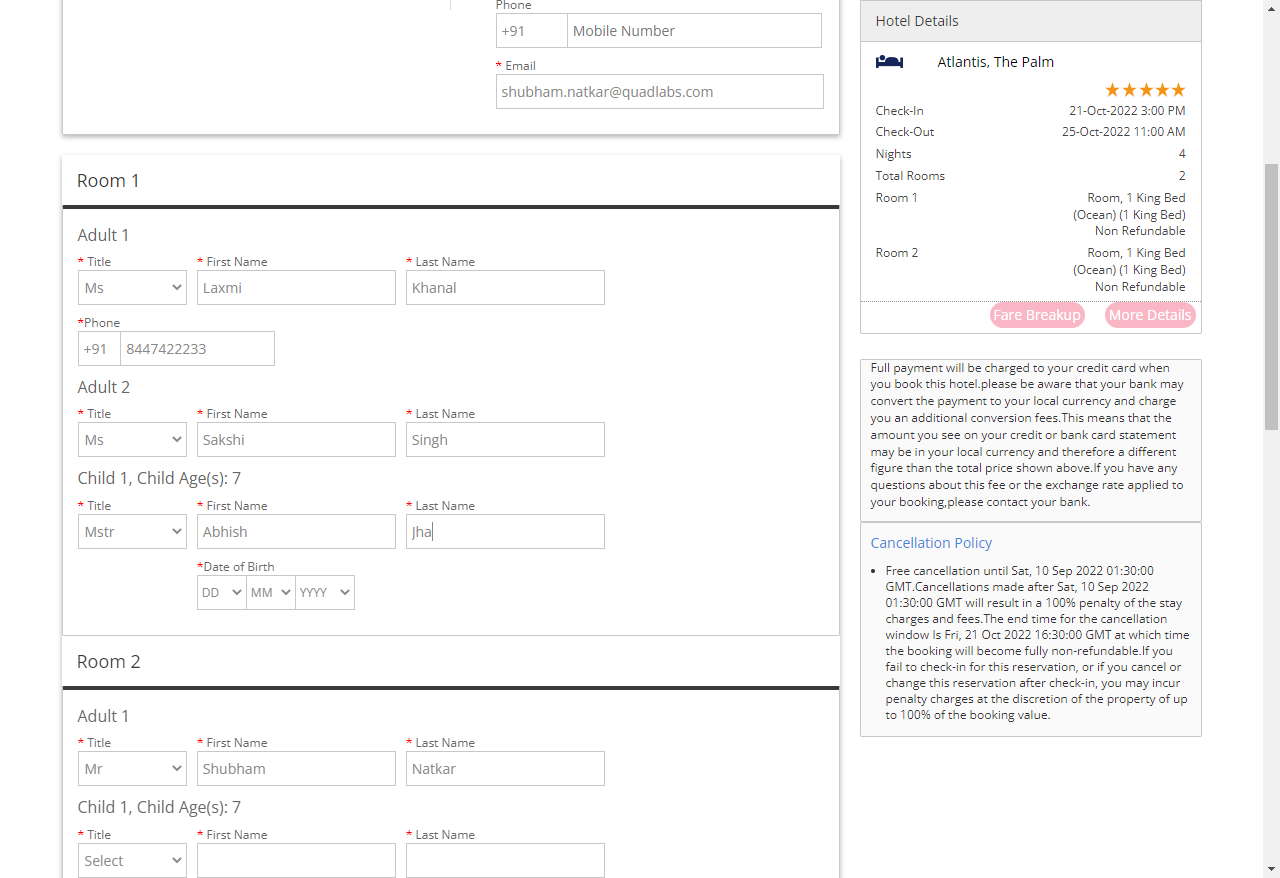 Phone
+91 Mobile Number
* Email
shubham.natkar@quadlabs.com
Room 1
Adult 1
* Title * First Name * Last Name
Ms Laxmi Khanal
*Phone
+91 8447422233
Adult 2
* Title * First Name * Last Name
Ms Sakshi Singh
Child 1, Child Age(s): 7
* Title * First Name * Last Name
Mstr Abhish Jha
*Date of Birth
DD MM YYYY
Room 2
Adult 1
* Title * First Name * Last Name
Mr Shubham Natkar
Child 1, Child Age(s): 7
* Title * First Name * Last Name
Select
Hotel Details
Atlantis, The Palm
Check-In 21-Oct-2022 3:00 PM
Check-Out 25-Oct-2022 11:00 AM
Nights 4
Total Rooms 2
Room 1 Room, 1 King Bed
(Ocean) (1 King Bed)
Non Refundable
Room 2 Room, 1 King Bed
(Ocean) (1 King Bed)
Non Refundable
Fare Breakup More Details
Full payment will be charged to your credit card when
you book this hotel.please be aware that your bank may
convert the payment to your local currency and charge
you an additional conversion fees.This means that the
amount you see on your credit or bank card statement
may be in your local currency and therefore a different
figure than the total price shown above.If you have any
questions about this fee or the exchange rate applied to
your booking,please contact your bank.
Cancellation Policy
• Free cancellation until Sat, 10 Sep 2022 01:30:00
GMT.Cancellations made after Sat, 10 Sep 2022
01:30:00 GMT will result in a 100% penalty of the stay
charges and fees.The end time for the cancellation
window Is Fri, 21 Oct 2022 16:30:00 GMT at which time
the booking will become fully non-refundable.If you
fail to check-in for this reservation, or if you cancel or
change this reservation after check-in, you may incur
penalty charges at the discretion of the property of up
to 100% of the booking value.